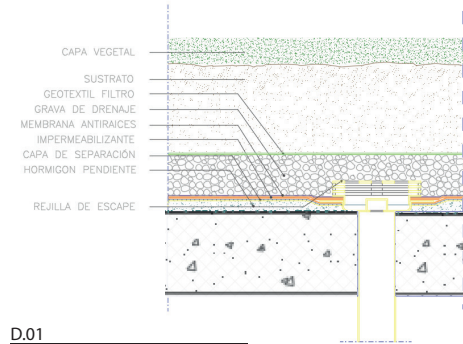 CAPA VEGETAL
SUSTRATO
GEOTEXTIL FILTRO
GRAVA DE DRENAJE
MEMBRANA ANTIRAICES
IMPERMEABILIZANTE
CAPA DE SEPARACIÓN
HORMIGON PENDIENTE
REJILLA DE ESCAPE
D.01